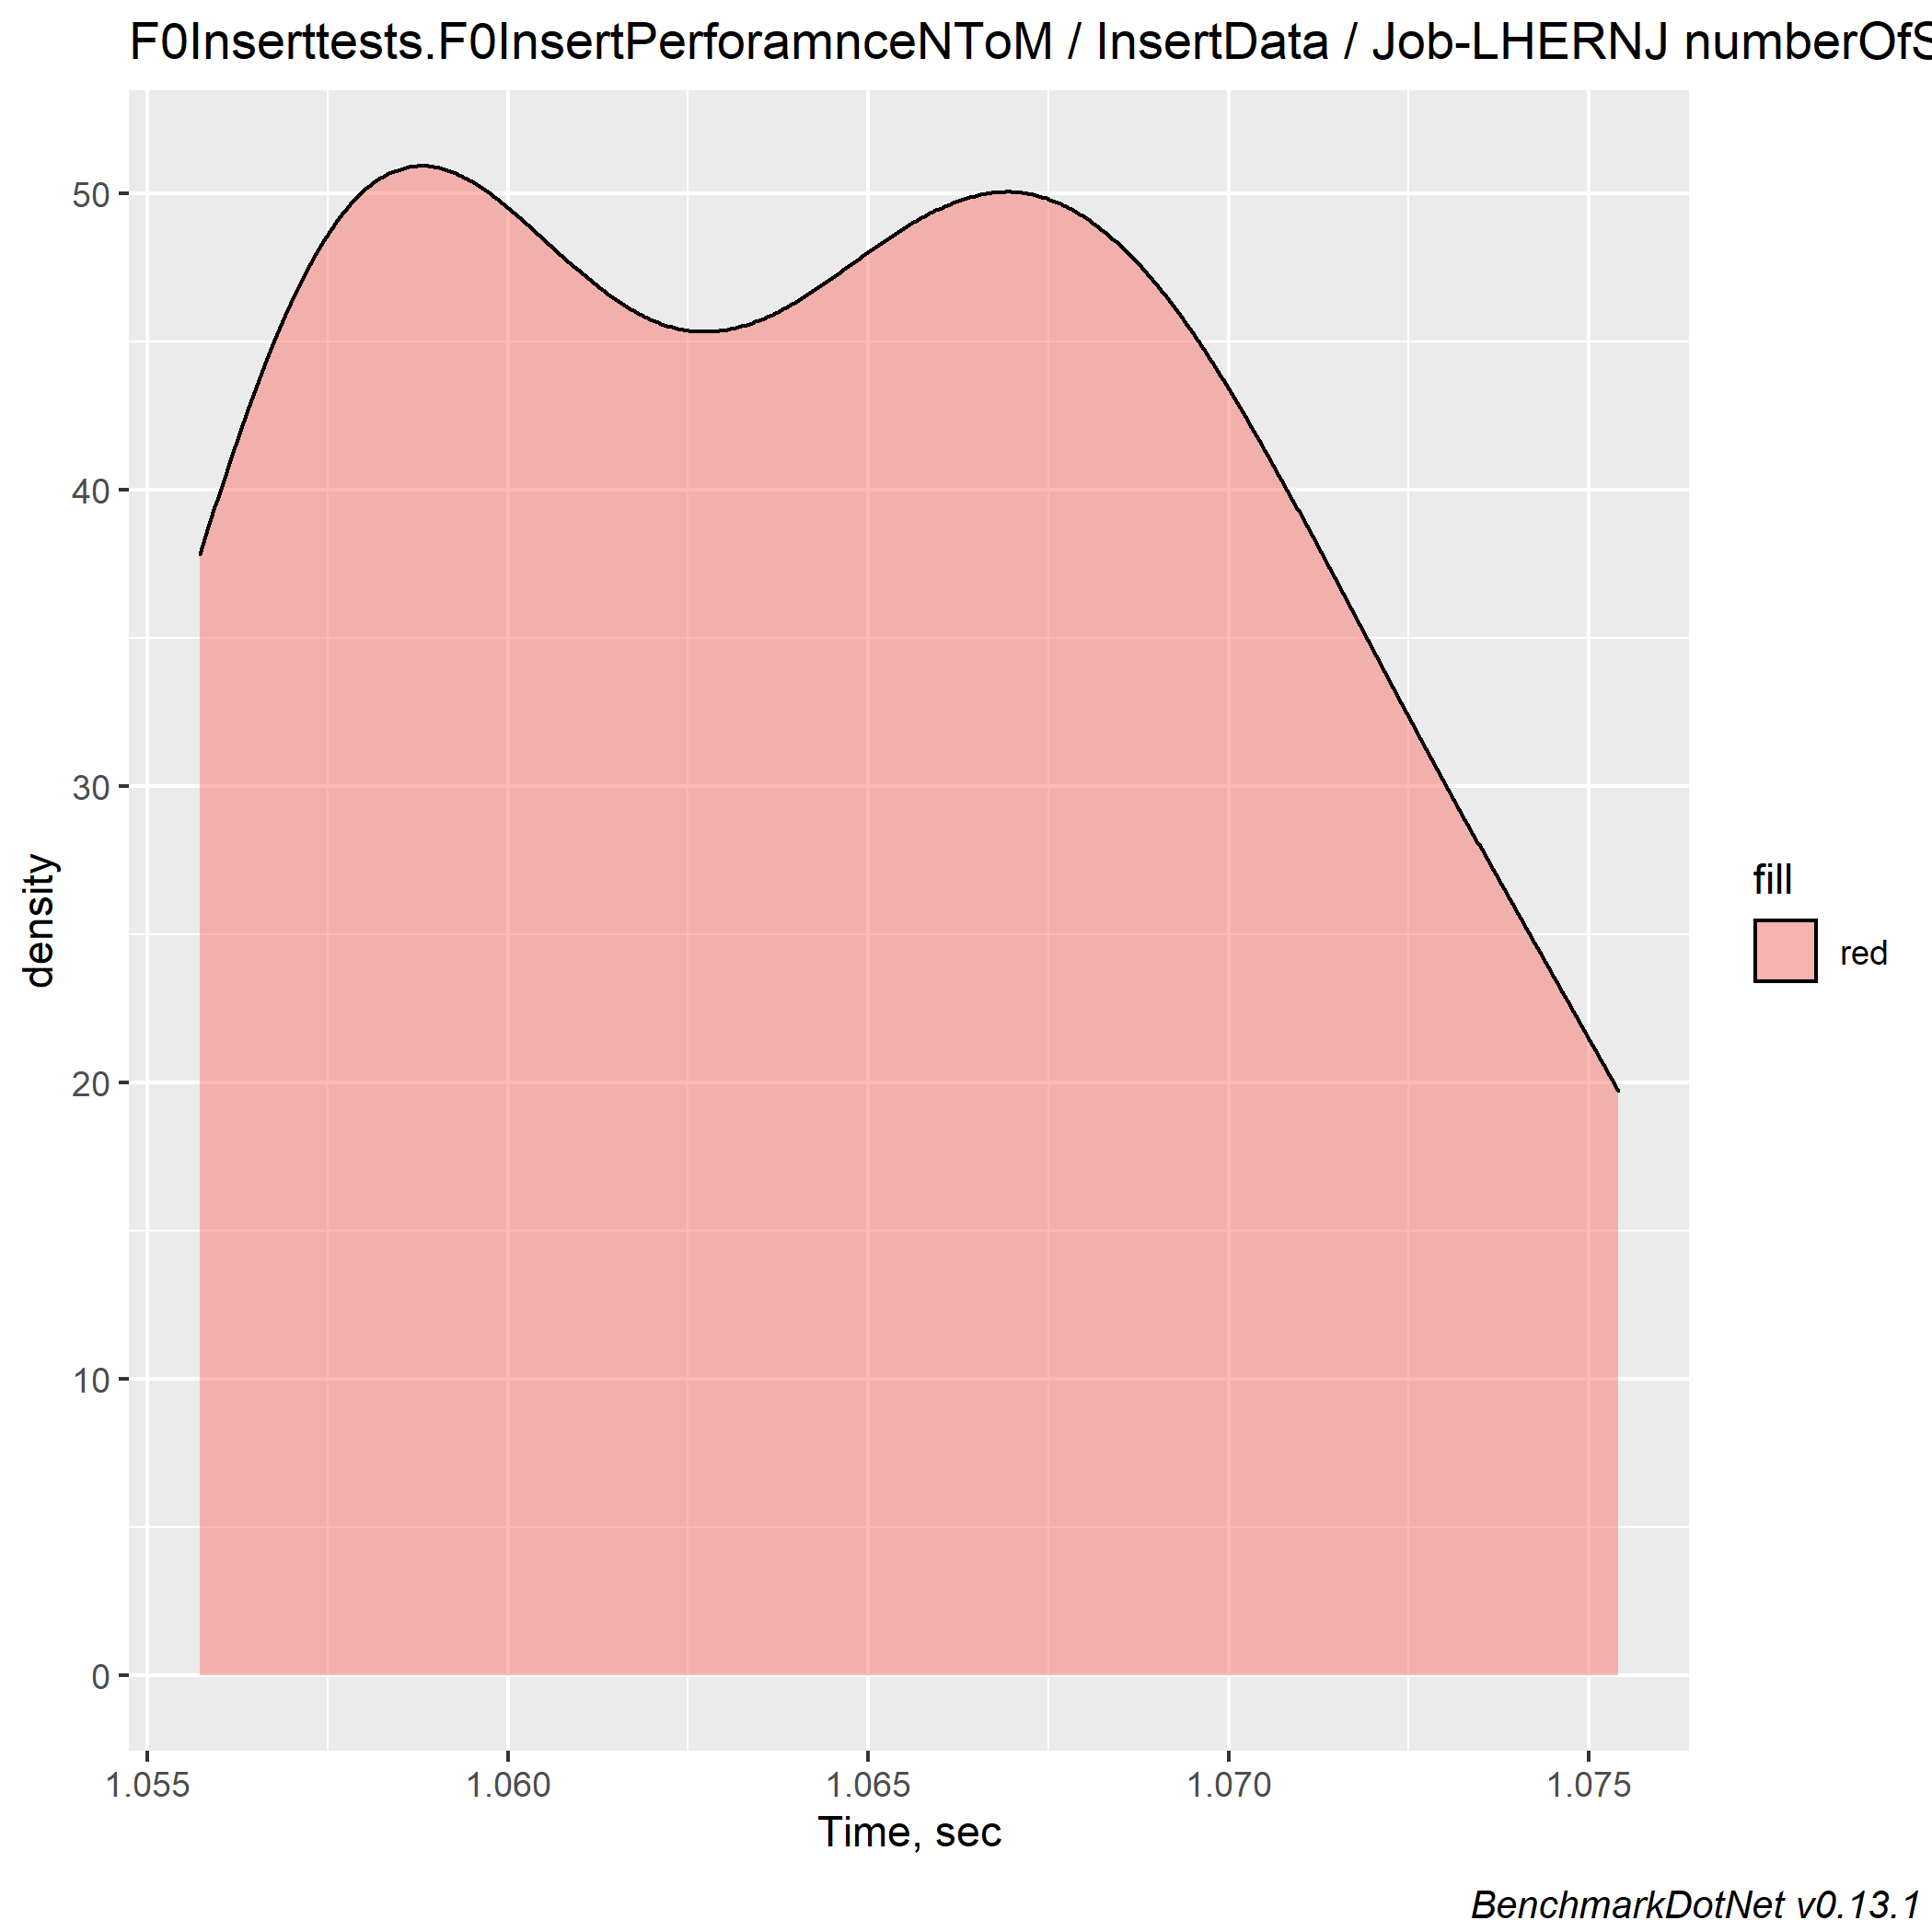 F0Inserttests.F0InsertPerforamnceNToM / InsertData / Job-LHERNJ numberOfS
50
40
30
20
10
0
density
1.055 1.060 1.065 1.070 1.075
Time, sec
fill
red
BenchmarkDotNet v0.13.1